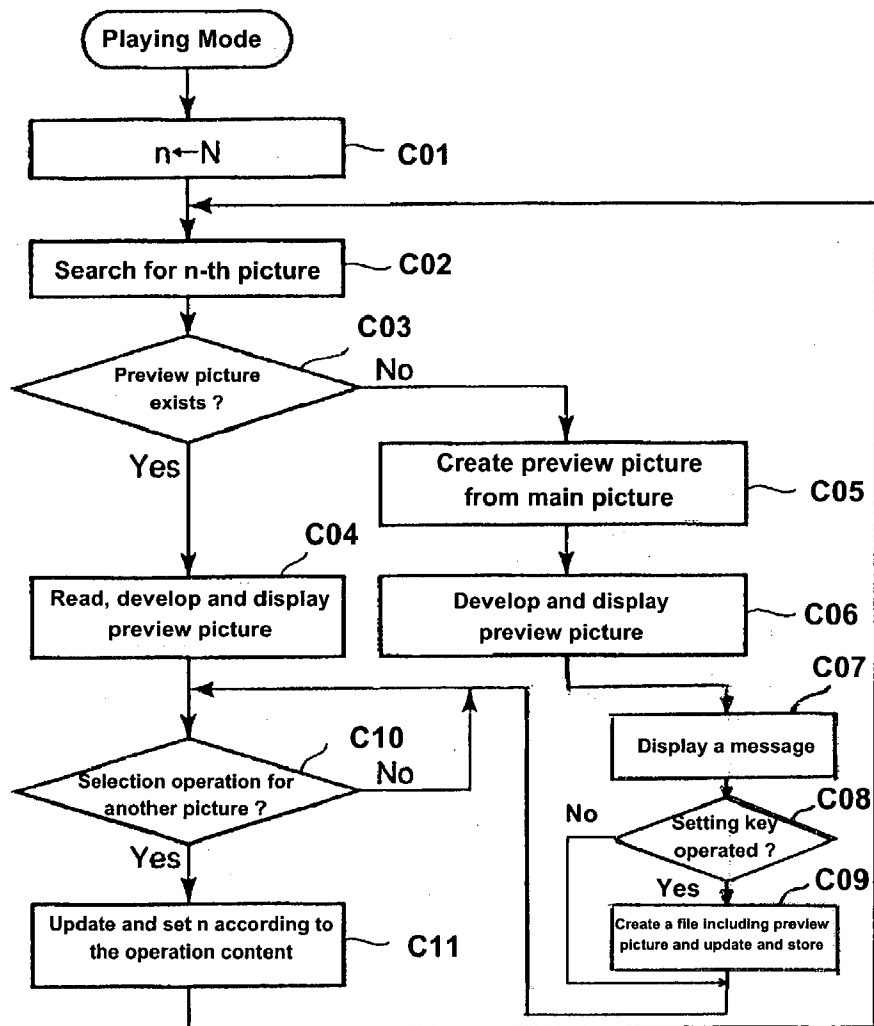 Playing Mode
n←N
C01
Search for n-th picture
C02
C03
Preview picture
exists ?
No
Yes
Create preview picture
from main picture
C05
C04
Read, develop and display
preview picture
Develop and display
preview picture
C06
C07
Display a message
C10
Selection operation for
another picture ?
No
Yes
C08
Setting key
operated ?
No
Yes
C09
Create a file including preview
picture and update and store
Update and set n according to
the operation content
C11